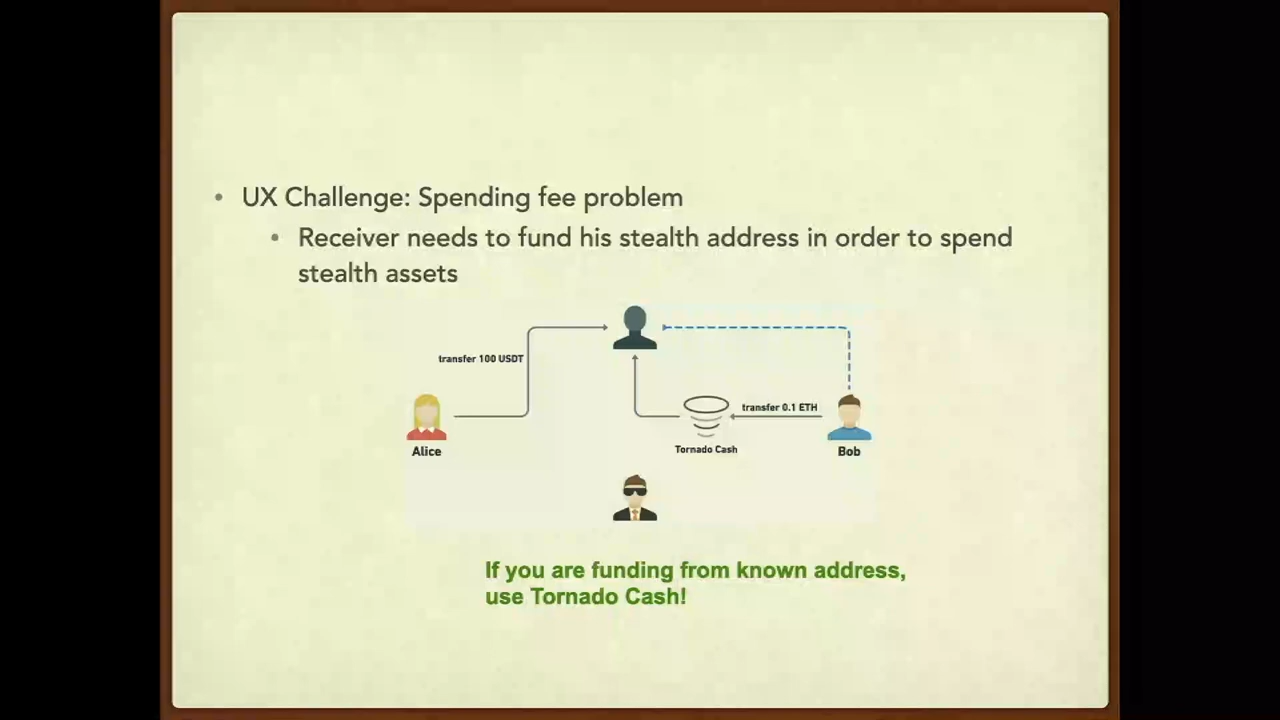 UX Challenge: Spending fee problem
Receiver needs to fund his stealth address in order to spend
stealth assets
transfer 100 USDT
transfer 0.1 ETH
Tornado Cash
Alice
Bob
If you are funding from known address,
use Tornado Cash!